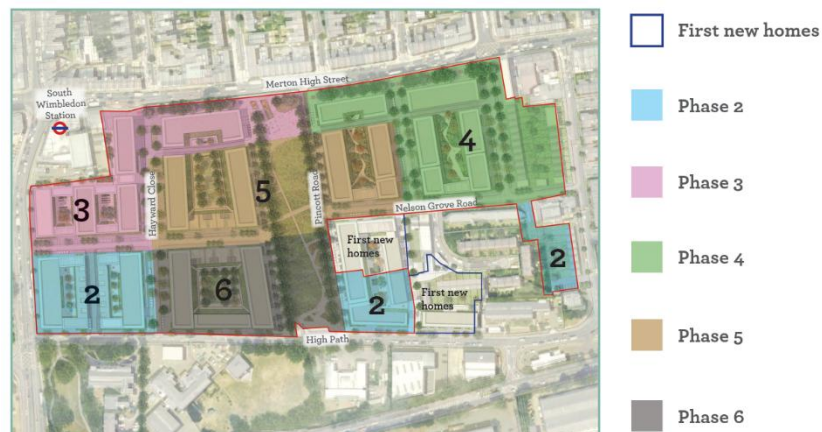 First new homes
Phase 2
Phase 3
Phase 4
Phase 5
Phase 6
Merton High Street
South
Wimbledon
Station
4
3
Hayward Close
5
Pincott Road
Nelson Grove Road
First new
homes
2
6
2
First new
homes
2
High Path